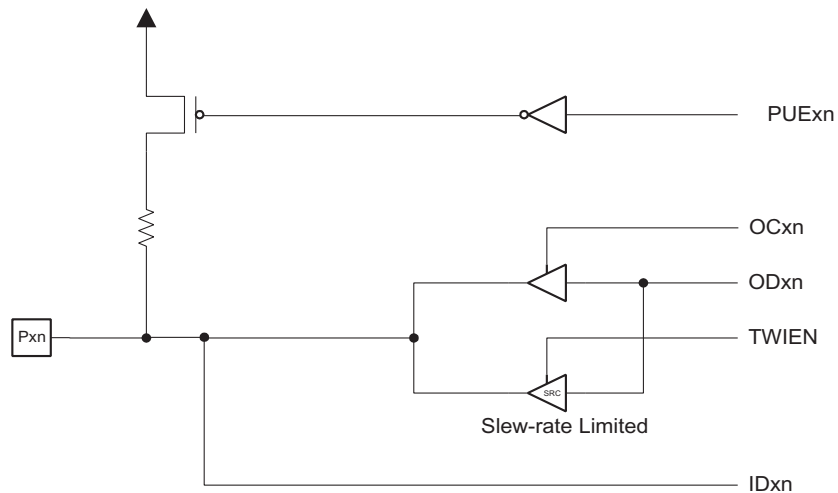 PUExn
OCxn
ODxn
Pxn
TWIEN
SRC
Slew-rate Limited
IDxn